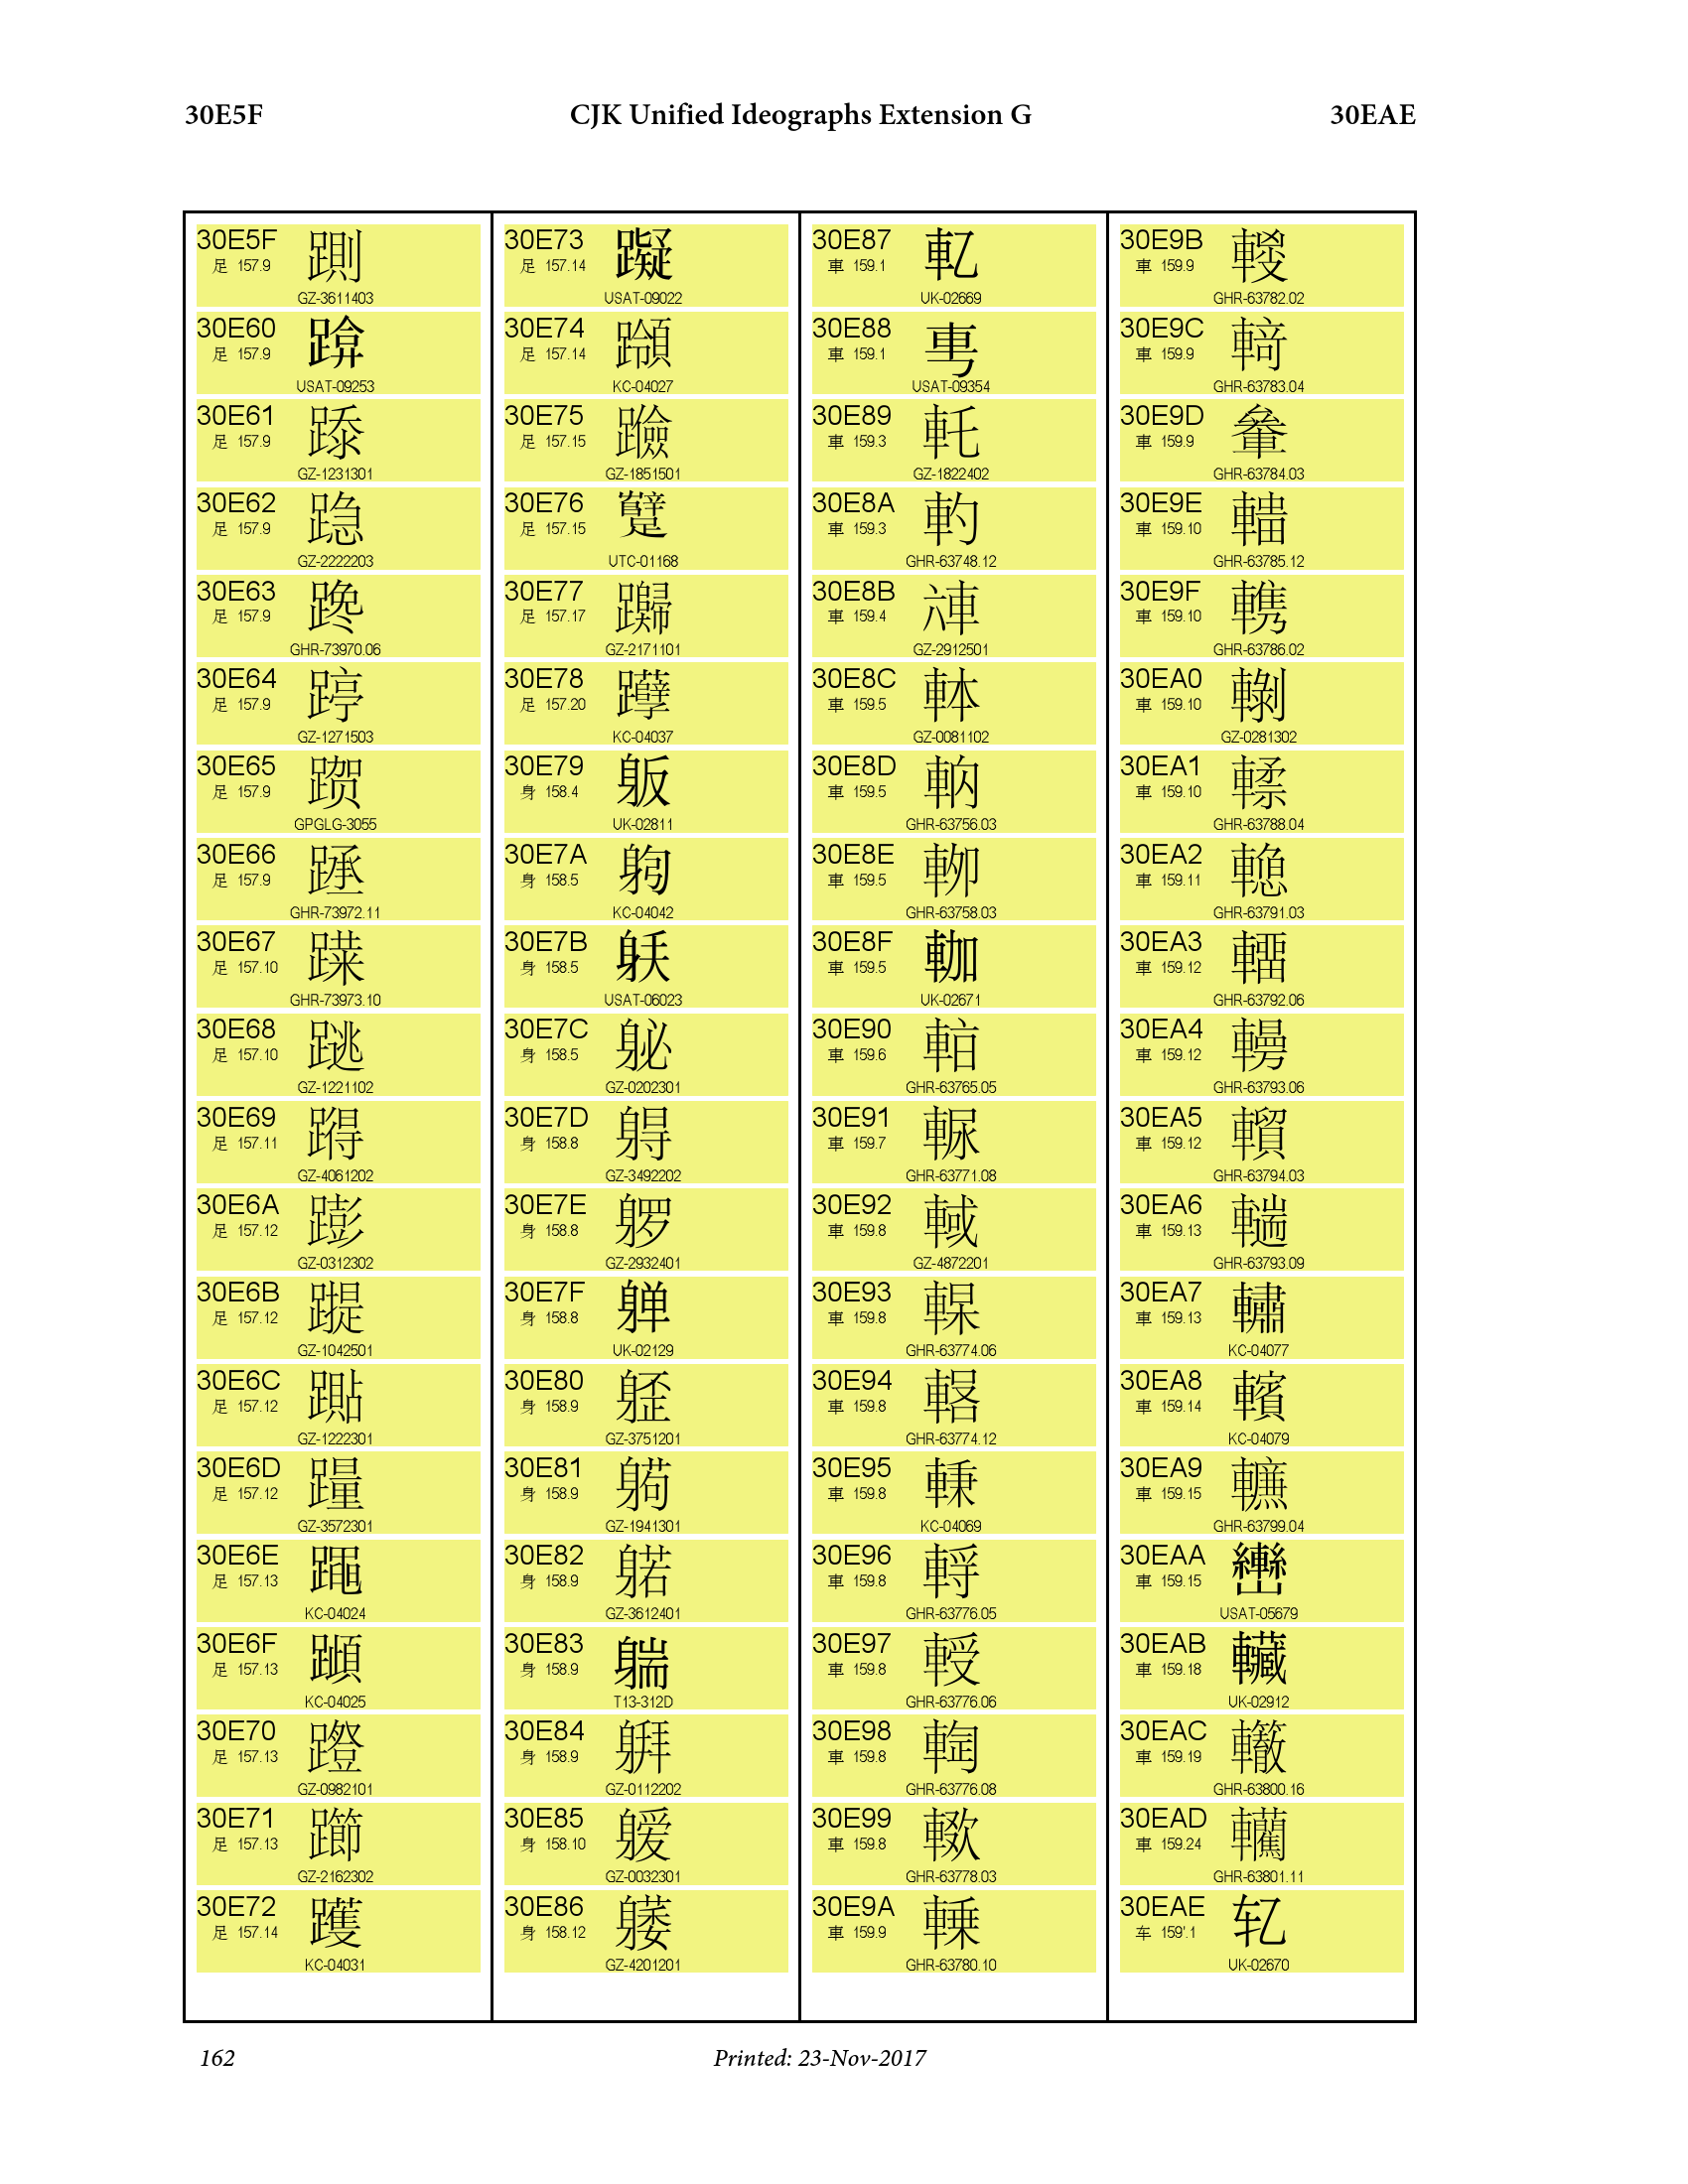 30E5F CJK Unified Ideographs Extension G 30EAE
30E5F
足 157.9
GZ-3611403
30E60
足 157.9
USAT-09253
30E61
足 157.9
GZ-1231301
30E62
足 157.9
GZ-2222203
30E63
足 157.9
GHR-73970.06
30E64
足 157.9
GZ-1271503
30E65
足 157.9
GPGLG-3055
30E66
足 157.9
GHR-73972.11
30E67
足 157.10
GHR-73973.10
30E68
足 157.10
GZ-1221102
30E69
足 157.11
GZ-4061202
30E6A
足 157.12
GZ-0312302
30E6B
足 157.12
GZ-1042501
30E6C
足 157.12
GZ-1222301
30E6D
足 157.12
GZ-3572301
30E6E
足 157.13
KC-04024
30E6F
足 157.13
KC-04025
30E70
足 157.13
GZ-0982101
30E71
足 157.13
GZ-2162302
30E72
足 157.14
KC-04031
30E73
足 157.14
USAT-09022
30E74
足 157.14
KC-04027
30E75
足 157.15
GZ-1851501
30E76
足 157.15
UTC-01168
30E77
足 157.17
GZ-2171101
30E78
足 157.20
KC-04037
30E79
身 158.4
UK-02811
30E7A
身 158.5
KC-04042
30E7B
身 158.5
USAT-06023
30E7C
身 158.5
GZ-0202301
30E7D
身 158.8
GZ-3492202
30E7E
身 158.8
GZ-2932401
30E7F
身 158.8
UK-02129
30E80
身 158.9
GZ-3751201
30E81
身 158.9
GZ-1941301
30E82
身 158.9
GZ-3612401
30E83
身 158.9
T13-312D
30E84
身 158.9
GZ-0112202
30E85
身 158.10
GZ-0032301
30E86
身 158.12
GZ-4201201
30E87
車 159.1
UK-02669
30E88
車 159.1
USAT-09354
30E89
車 159.3
GZ-1822402
30E8A
車 159.3
GHR-63748.12
30E8B
車 159.4
GZ-2912501
30E8C
車 159.5
GZ-0081102
30E8D
車 159.5
GHR-63756.03
30E8E
車 159.5
GHR-63758.03
30E8F
車 159.5
UK-02671
30E90
車 159.6
GHR-63765.05
30E91
車 159.7
GHR-63771.08
30E92
車 159.8
GZ-4872201
30E93
車 159.8
GHR-63774.06
30E94
車 159.8
GHR-63774.12
30E95
車 159.8
KC-04069
30E96
車 159.8
GHR-63776.05
30E97
車 159.8
GHR-63776.06
30E98
車 159.8
GHR-63776.08
30E99
車 159.8
GHR-63778.03
30E9A
車 159.9
GHR-63780.10
30E9B
車 159.9
GHR-63782.02
30E9C
車 159.9
GHR-63783.04
30E9D
車 159.9
GHR-63784.03
30E9E
車 159.10
GHR-63785.12
30E9F
車 159.10
GHR-63786.02
30EA0
車 159.10
GZ-0281302
30EA1
車 159.10
GHR-63788.04
30EA2
車 159.11
GHR-63791.03
30EA3
車 159.12
GHR-63792.06
30EA4
車 159.12
GHR-63793.06
30EA5
車 159.12
GHR-63794.03
30EA6
車 159.13
GHR-63793.09
30EA7
車 159.13
KC-04077
30EA8
車 159.14
KC-04079
30EA9
車 159.15
GHR-63799.04
30EAA
車 159.15
USAT-05679
30EAB
車 159.18
UK-02912
30EAC
車 159.19
GHR-63800.16
30EAD
車 159.24
GHR-63801.11
30EAE
车 159'.1
UK-02670
162 Printed: 23-Nov-2017